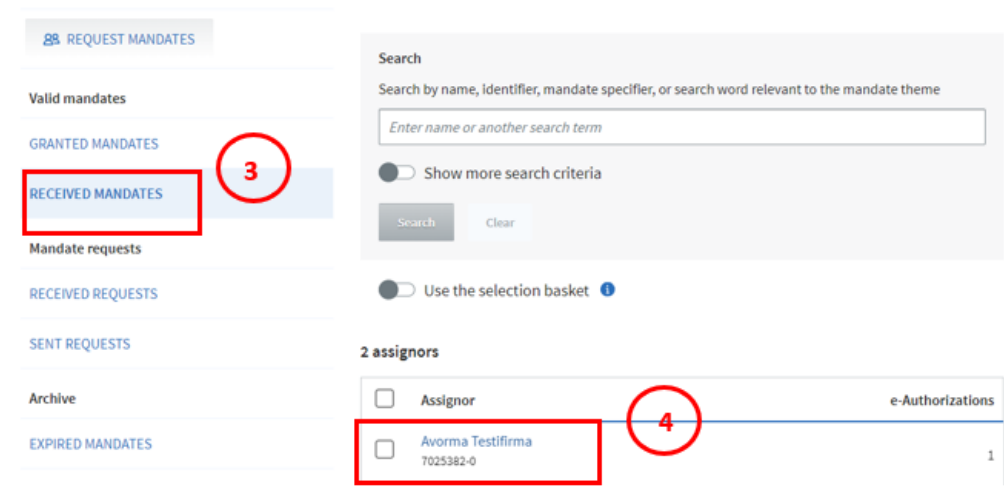 REQUEST MANDATES
Valid mandates
GRANTED MANDATES
3
RECEIVED MANDATES
Mandate requests
RECEIVED REQUESTS
SENT REQUESTS
Archive
EXPIRED MANDATES
Search
Search by name, identifier, mandate specifier, or search word relevant to the mandate theme
Enter name or another search term
Show more search criteria
Search Clear
Use the selection basket i
2 assignors
Assignor e-Authorizations
4
Avorma Testifirma
7025382-0 1